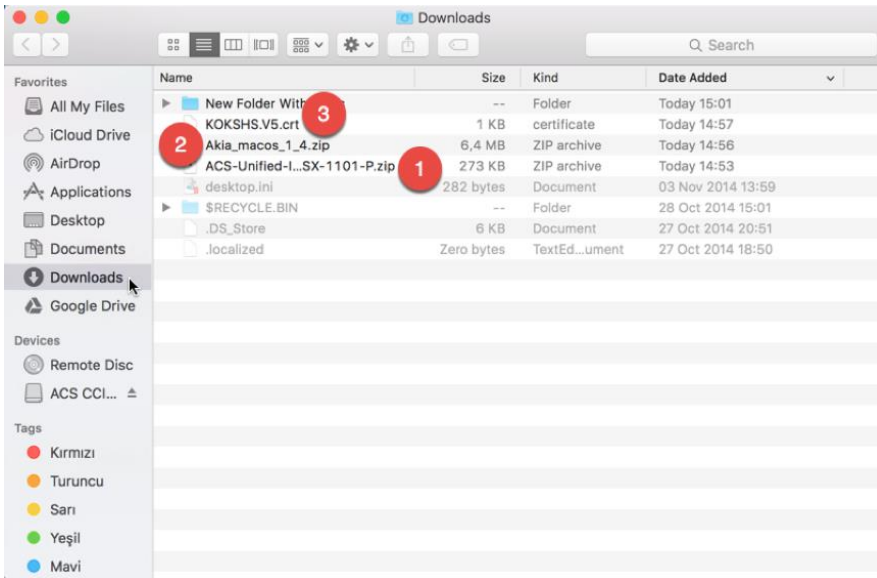 Downloads
Search
Favorites
All My Files
iCloud Drive
AirDrop
Applications
Desktop
Documents
Downloads
Google Drive
Devices
Remote Disc
ACS CCI...
Tags
Kırmızı
Turuncu
Sarı
Yeşil
Mavi
Name Size Kind Date Added
New Folder With -- Folder Today 15:01
3
KOKSHS.V5.crt 1 KB certificate Today 14:57
2
Akia_macos_1_4.zip 6,4 MB ZIP archive Today 14:56
ACS-Unified-I...SX-1101-P.zip 273 KB ZIP archive Today 14:53
1
desktop.ini 282 bytes Document 03 Nov 2014 13:59
$RECYCLE.BIN -- Folder 28 Oct 2014 15:01
.DS_Store 6 KB Document 27 Oct 2014 20:51
.localized Zero bytes TextEd...ument 27 Oct 2014 18:50